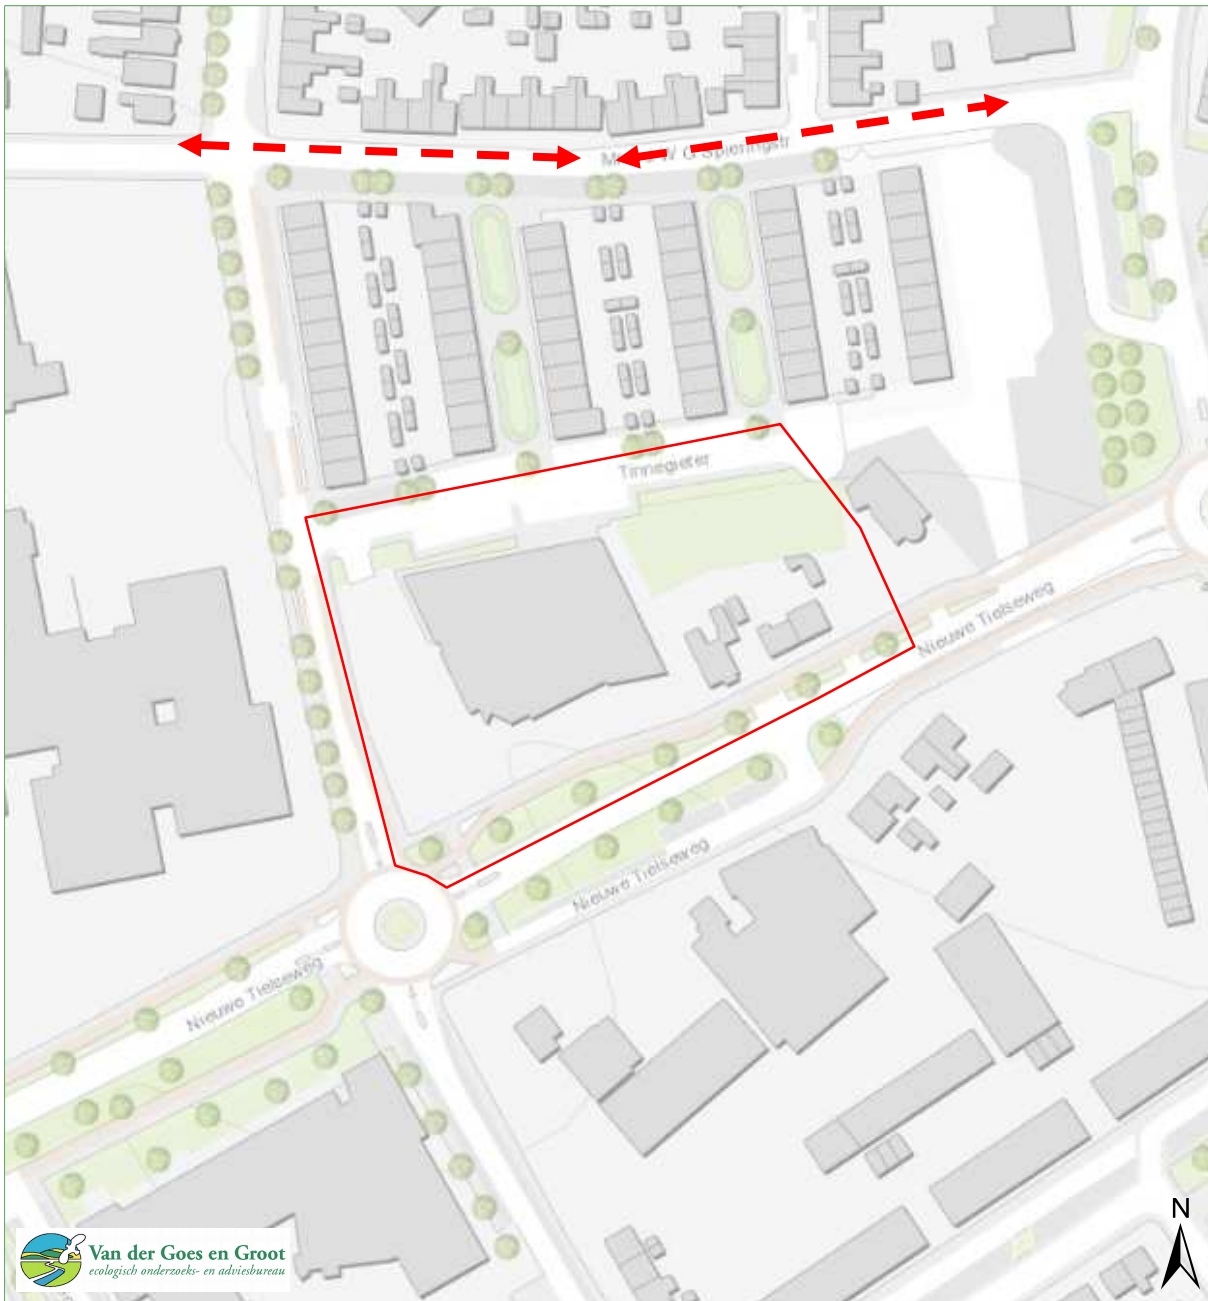 Tinnegieter
Nieuwe Tielseweg
Nieuwe Tielseweg
Nieuwe Tielseweg
N
Van der Goes en Groot
ecologisch onderzoeks- en adviesbureau